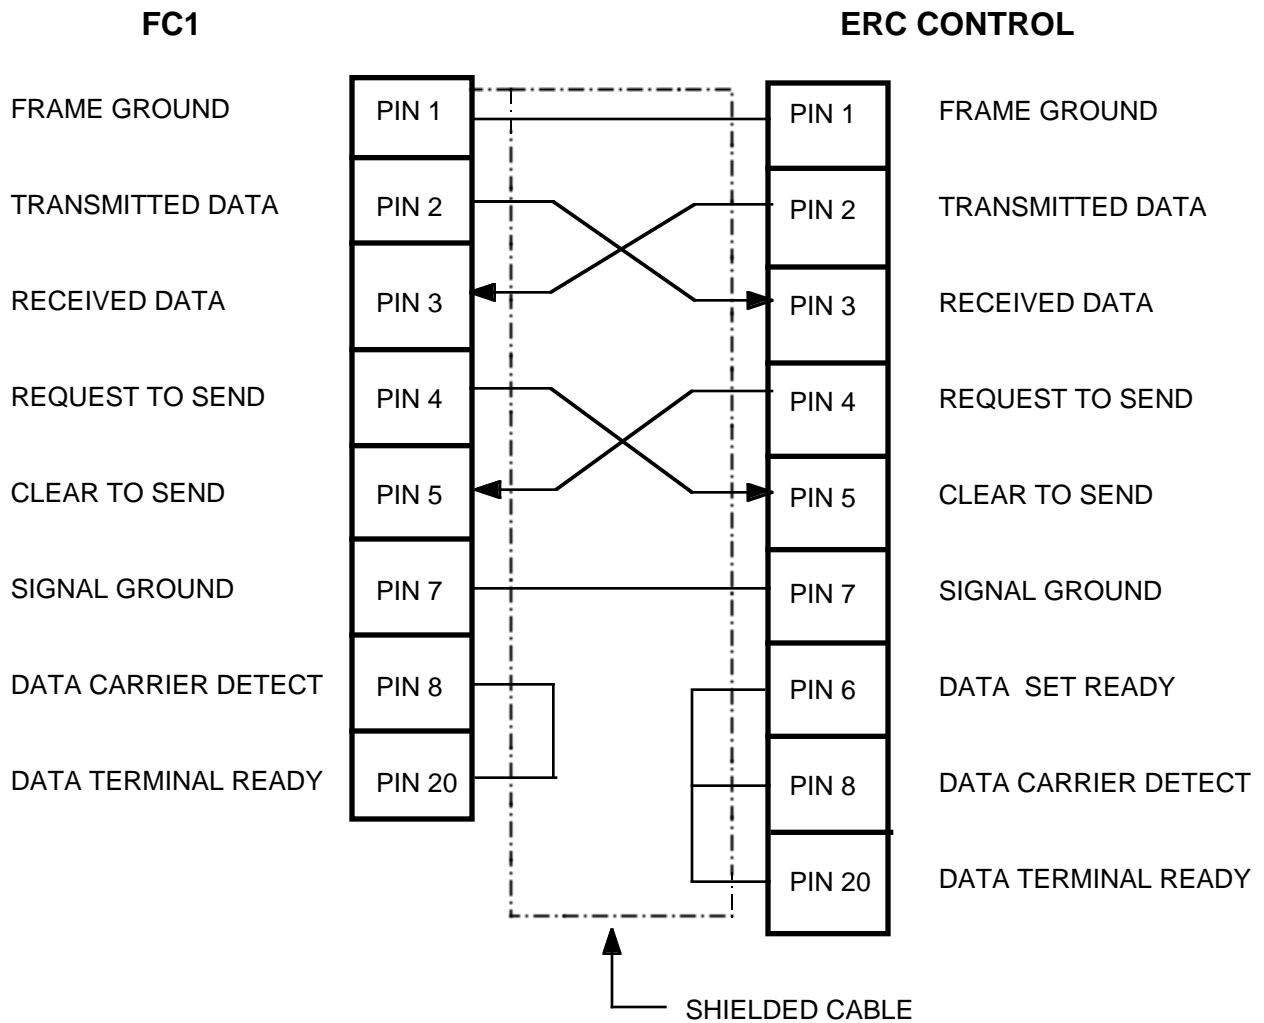 FC1 ERC CONTROL
FRAME GROUND PIN 1 PIN 1 FRAME GROUND
TRANSMITTED DATA PIN 2 PIN 2 TRANSMITTED DATA
RECEIVED DATA PIN 3 PIN 3 RECEIVED DATA
REQUEST TO SEND PIN 4 PIN 4 REQUEST TO SEND
CLEAR TO SEND PIN 5 PIN 5 CLEAR TO SEND
SIGNAL GROUND PIN 7 PIN 7 SIGNAL GROUND
DATA CARRIER DETECT PIN 8 PIN 6 DATA SET READY
DATA TERMINAL READY PIN 20 PIN 8 DATA CARRIER DETECT
PIN 20 DATA TERMINAL READY
SHIELDED CABLE